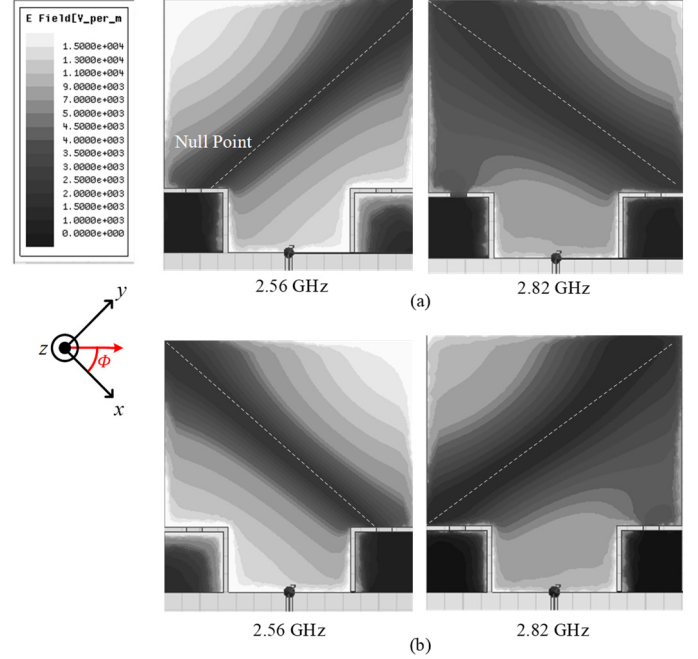 E Field[V_per_m
1.5000e+004
1.3000e+004
1.1000e+004
9.0000e+003
7.0000e+003
5.0000e+003
4.5000e+003
4.0000e+003
3.5000e+003
3.0000e+003
2.5000e+003
2.0000e+003
1.5000e+003
1.0000e+003
0.0000e+000
Null Point
2.56 GHz
2.82 GHz
(a)
y
z
Φ
x
2.56 GHz
2.82 GHz
(b)